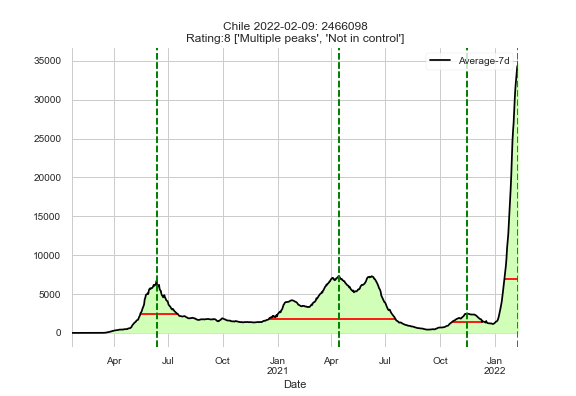 Chile 2022-02-09: 2466098
Rating:8 ['Multiple peaks', 'Not in control']
Average-7d
35000
30000
25000
20000
15000
10000
5000
0
Apr Jul Oct Jan Apr Jul Oct Jan
2021 2022
Date